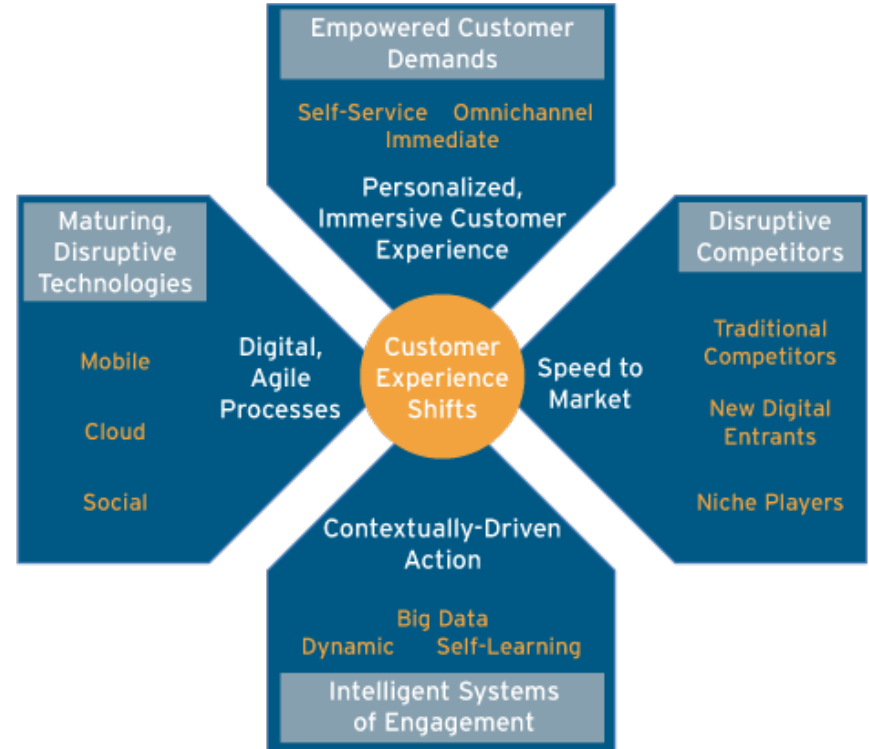 Empowered Customer
Demands
Self-Service Omnichannel
Immediate
Personalized,
Immersive Customer
Experience
Maturing,
Disruptive
Technologies
Mobile
Cloud
Social
Digital,
Agile
Processes
Customer
Experience
Shifts
Speed to
Market
Disruptive
Competitors
Traditional
Competitors
New Digital
Entrants
Niche Players
Contextually-Driven
Action
Big Data
Dynamic Self-Learning
Intelligent Systems
of Engagement